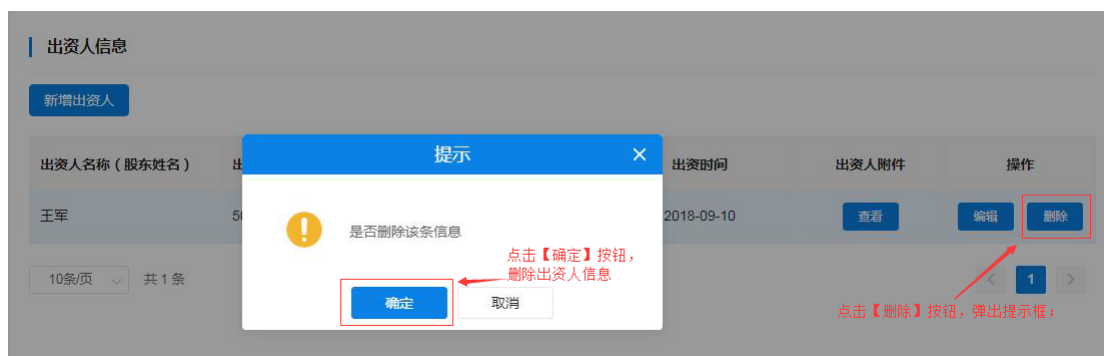 出资人信息
新增出资人
出资人名称（股东姓名） 出 出资时间 出资人附件 操作
王军 50 2018-09-10 查看 编辑 删除
提示
是否删除该条信息
点击【确定】按钮，
删除出资人信息
确定 取消
10条/页 共 1 条 1
点击【删除】按钮，弹出提示框；